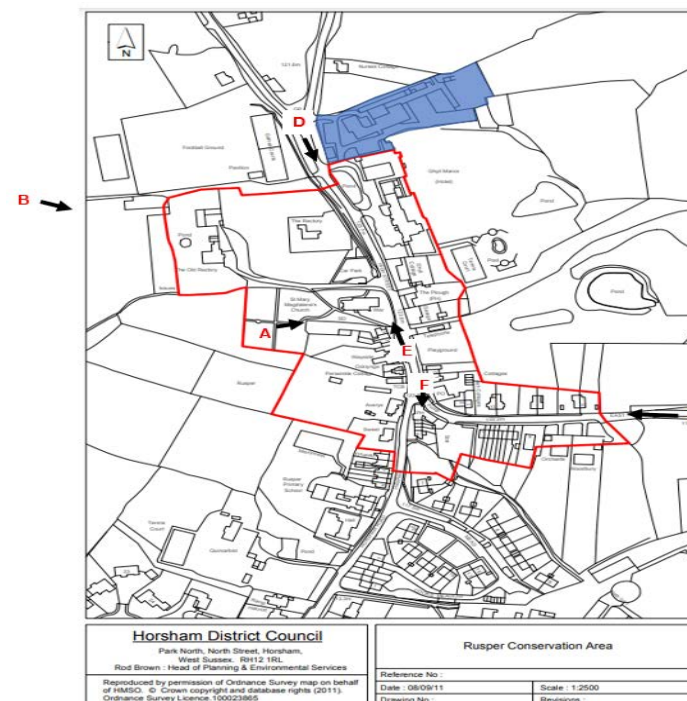 N
D
B
Football Ground
Pavilion
Pond
Ghyll Manor
(Hotel)
Pond
The Rectory
Pond
The Old Rectory
Car Park
Pond
The Plough
(PH)
St Mary
Magdalene's
Church
A
E
Playground
Cottages
F
Rusper
Rusper
Primary
School
Hall
Tennis
Court
Pond
Orchards
Horsham District Council
Park North, North Street, Horsham,
West Sussex. RH12 1RL
Rod Brown : Head of Planning & Environmental Services
Reproduced by permission of Ordnance Survey map on behalf
of HMSO. © Crown copyright and database rights (2011).
Ordnance Survey Licence.100023865
Rusper Conservation Area
Reference No :
Date : 08/09/11
Scale : 1:2500
Drawing No :
Revisions :